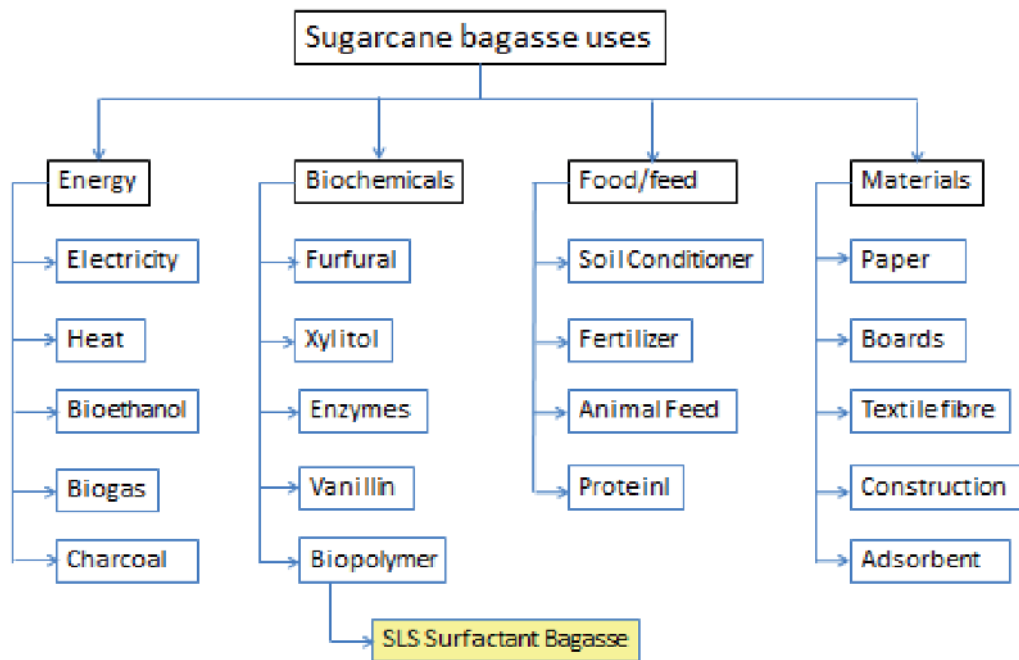 Sugarcane bagasse uses
Energy
Electricity
Heat
Bioethanol
Biogas
Charcoal
Biochemicals
Furfural
Xylitol
Enzymes
Vanillin
Biopolymer
SLS Surfactant Bagasse
Food/feed
Soil Conditioner
Fertilizer
Animal Feed
Proteinl
Materials
Paper
Boards
Textile fibre
Construction
Adsorbent